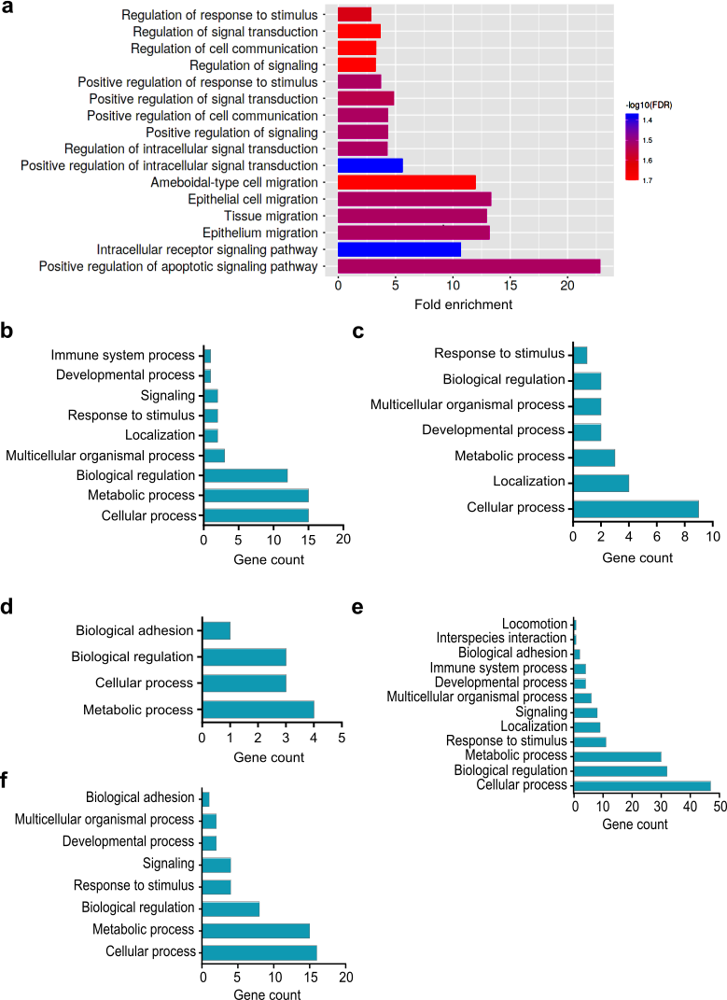 a
Regulation of response to stimulus
Regulation of signal transduction
Regulation of cell communication
Regulation of signaling
Positive regulation of response to stimulus
Positive regulation of signal transduction
Positive regulation of cell communication
Positive regulation of signaling
Regulation of intracellular signal transduction
Positive regulation of intracellular signal transduction
Ameboidal-type cell migration
Epithelial cell migration
Tissue migration
Epithelium migration
Intracellular receptor signaling pathway
Positive regulation of apoptotic signaling pathway
0 5 10 15 20
Fold enrichment
-log10(FDR)
1.4
1.5
1.6
1.7
b
Immune system process
Developmental process
Signaling
Response to stimulus
Localization
Multicellular organismal process
Biological regulation
Metabolic process
Cellular process
0 5 10 15 20
Gene count
c
Response to stimulus
Biological regulation
Multicellular organismal process
Developmental process
Metabolic process
Localization
Cellular process
0 2 4 6 8 10
Gene count
d
Biological adhesion
Biological regulation
Cellular process
Metabolic process
0 1 2 3 4 5
Gene count
e
Locomotion
Interspecies interaction
Biological adhesion
Immune system process
Developmental process
Multicellular organismal process
Signaling
Localization
Response to stimulus
Metabolic process
Biological regulation
Cellular process
0 10 20 30 40 50
Gene count
f
Biological adhesion
Multicellular organismal process
Developmental process
Signaling
Response to stimulus
Biological regulation
Metabolic process
Cellular process
0 5 10 15 20
Gene count